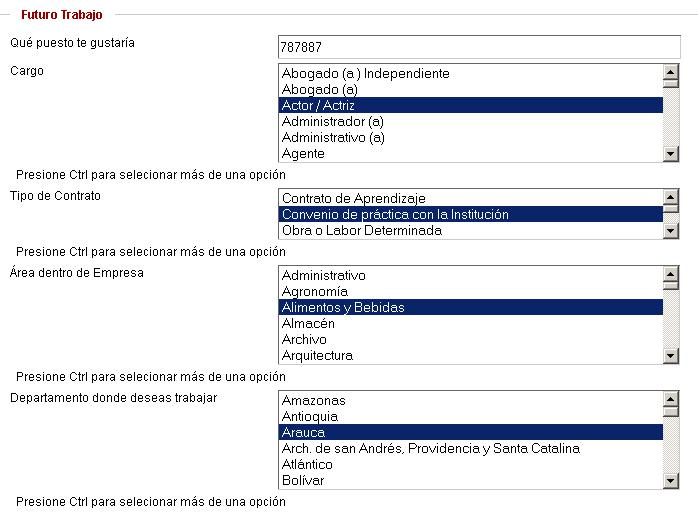 Futuro Trabajo
Qué puesto te gustaría
787887
Cargo
Abogado (a ) Independiente
Abogado (a)
Actor / Actriz
Administrador (a)
Administrativo (a)
Agente
Presione Ctrl para selecionar más de una opción
Tipo de Contrato
Contrato de Aprendizaje
Convenio de práctica con la Institución
Obra o Labor Determinada
Presione Ctrl para selecionar más de una opción
Área dentro de Empresa
Administrativo
Agronomía
Alimentos y Bebidas
Almacén
Archivo
Arquitectura
Presione Ctrl para selecionar más de una opción
Departamento donde deseas trabajar
Amazonas
Antioquia
Arauca
Arch. de san Andrés, Providencia y Santa Catalina
Atlántico
Bolívar
Presione Ctrl para selecionar más de una opción